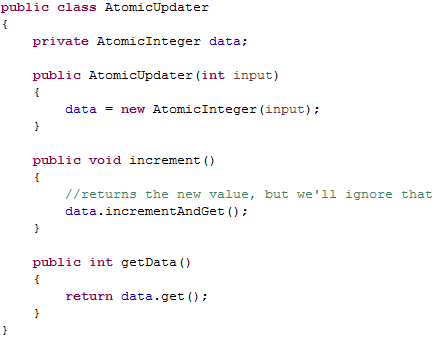 public class AtomicUpdater
{
    private AtomicInteger data;
    public AtomicUpdater(int input)
    {
        data = new AtomicInteger(input);
    }
    public void increment()
    {
        //returns the new value, but we'll ignore that
        data.incrementAndGet();
    }
    public int getData()
    {
        return data.get();
    }
}